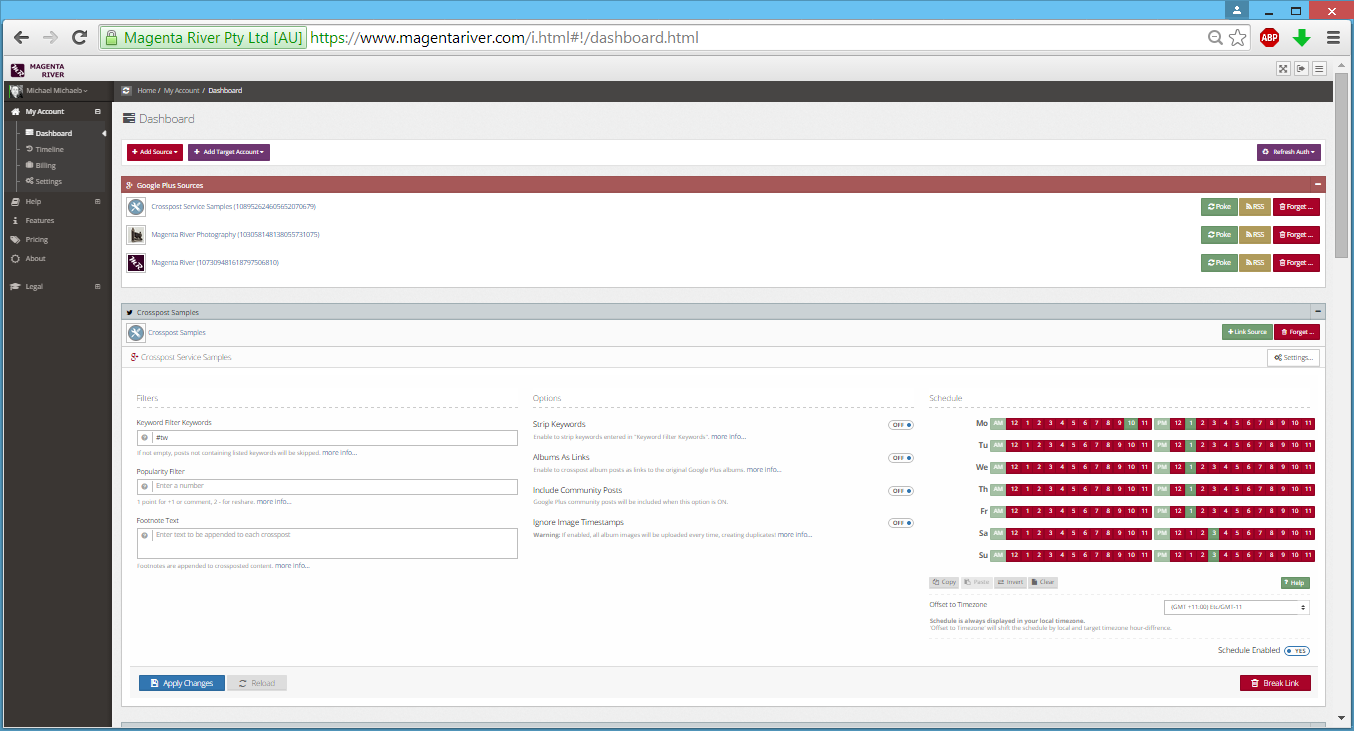 Magenta River Pty Ltd [AU] https://www.magentariver.com/i.html#!/dashboard.html
ABP
MAGENTA
RIVER
Michael Michaelo
Home / My Account / Dashboard
My Account
Dashboard
Timeline
Billing
Settings
Help
Features
Pricing
About
Legal
Dashboard
+ Add Source
+ Add Target Account
Refresh Auth
Google Plus Sources
Crosspost Service Samples (108952624605652070679)
Poke RSS Forget ...
Magenta River Photography (103058148138055731075)
Poke RSS Forget ...
Magenta River (107309481618797506810)
Poke RSS Forget ...
Crosspost Samples
Crosspost Samples
+ Link Source Forget ...
Crosspost Service Samples
Settings...
Filters
Keyword Filter Keywords
#tw
If not empty, posts not containing listed keywords will be skipped. more info...
Popularity Filter
Enter a number
1 point for +1 or comment, 2 - for reshare. more info...
Footnote Text
Enter text to be appended to each crosspost
Footnotes are appended to crossposted content. more info...
Options
Strip Keywords OFF
Enable to strip keywords entered in "Keyword Filter Keywords". more info...
Albums As Links OFF
Enable to crosspost album posts as links to the original Google Plus albums. more info...
Include Community Posts OFF
Google Plus community posts will be included when this option is ON.
Ignore Image Timestamps OFF
Warning: If enabled, all album images will be uploaded every time, creating duplicates! more info...
Schedule
Mo AM 12 1 2 3 4 5 6 7 8 9 10 11 PM 12 1 2 3 4 5 6 7 8 9 10 11
Tu AM 12 1 2 3 4 5 6 7 8 9 10 11 PM 12 1 2 3 4 5 6 7 8 9 10 11
We AM 12 1 2 3 4 5 6 7 8 9 10 11 PM 12 1 2 3 4 5 6 7 8 9 10 11
Th AM 12 1 2 3 4 5 6 7 8 9 10 11 PM 12 1 2 3 4 5 6 7 8 9 10 11
Fr AM 12 1 2 3 4 5 6 7 8 9 10 11 PM 12 1 2 3 4 5 6 7 8 9 10 11
Sa AM 12 1 2 3 4 5 6 7 8 9 10 11 PM 12 1 2 3 4 5 6 7 8 9 10 11
Su AM 12 1 2 3 4 5 6 7 8 9 10 11 PM 12 1 2 3 4 5 6 7 8 9 10 11
Copy Paste Invert Clear ? Help
Offset to Timezone (GMT +11:00) Etc/GMT-11
Schedule is always displayed in your local timezone.
'Offset to Timezone' will shift the schedule by local and target timezone hour-diffrence.
Schedule Enabled YES
Apply Changes Reload Break Link